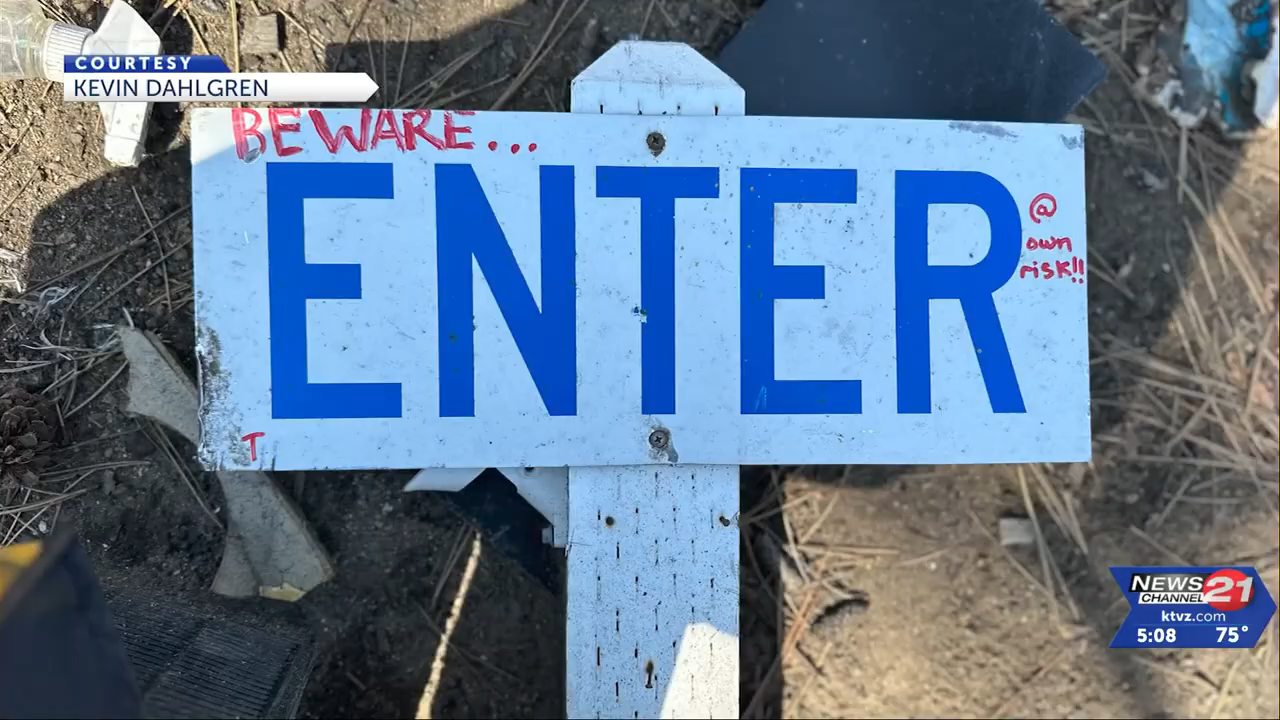 COURTESY
KEVIN DAHLGREN
BEWARE...
ENTER
@
own
risk!!
T
NEWS
CHANNEL
21
ktvz.com
5:08 75°